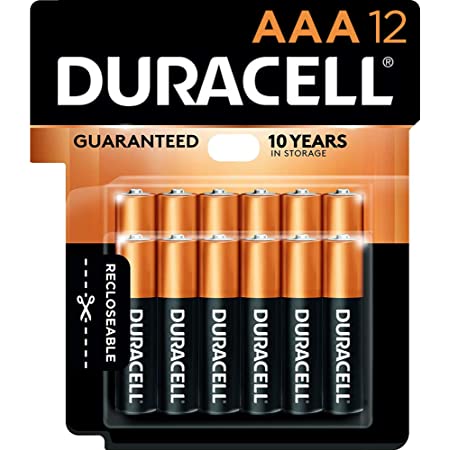 AAA 12
DURACELL®
GUARANTEED
10 YEARS
IN STORAGE
RECLOSEABLE
DURACELL
DURACELL
DURACELL
DURACELL
DURACELL
DURACELL